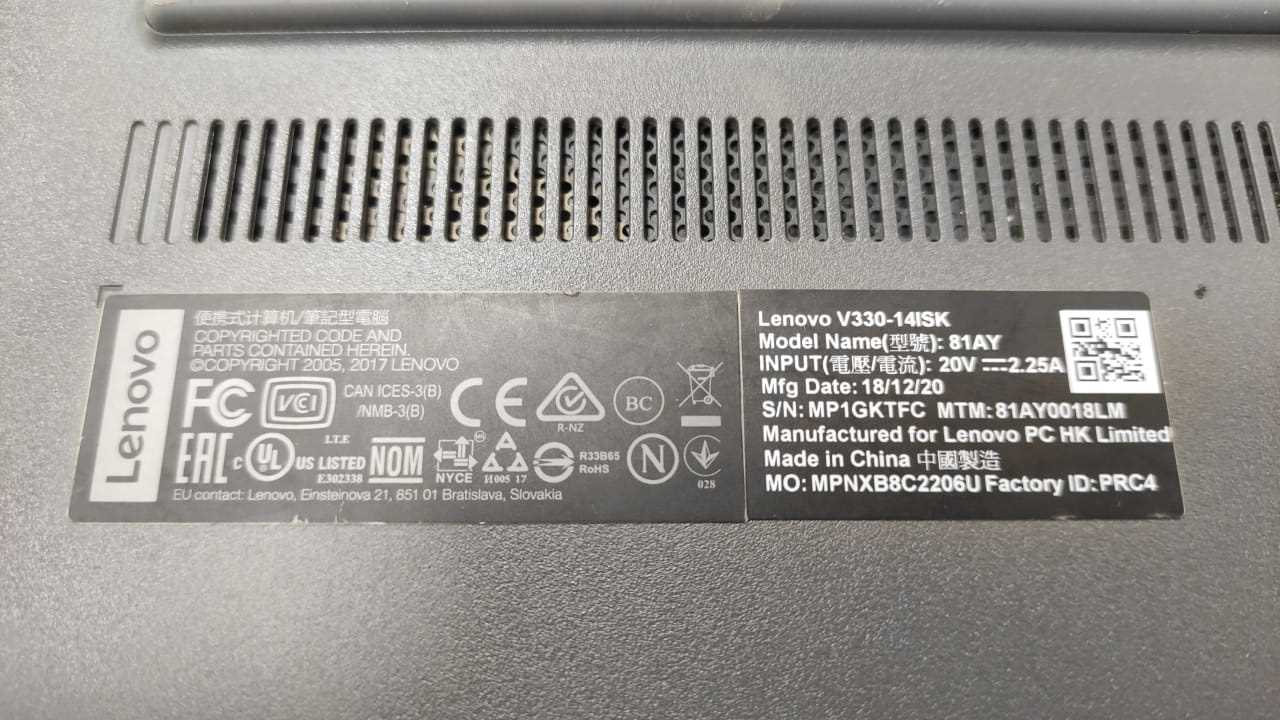 Lenovo
便携式计算机/筆記型電腦
COPYRIGHTED CODE AND
PARTS CONTAINED HEREIN.
©COPYRIGHT 2005, 2017 LENOVO
FC VCI CAN ICES-3(B)
/NMB-3(B)
CE R-NZ BC
EAC c UL US LISTED
I.T.E
E302338
NOM
NYCE
H005 17
R33B65
RoHS
N
028
EU contact: Lenovo, Einsteinova 21, 851 01 Bratislava, Slovakia
Lenovo V330-14ISK
Model Name(型號): 81AY
INPUT(電壓/電流): 20V ⎓ 2.25A
Mfg Date: 18/12/20
S/N: MP1GKTFC MTM: 81AY0018LM
Manufactured for Lenovo PC HK Limited
Made in China 中國製造
MO: MPNXB8C2206U Factory ID: PRC4